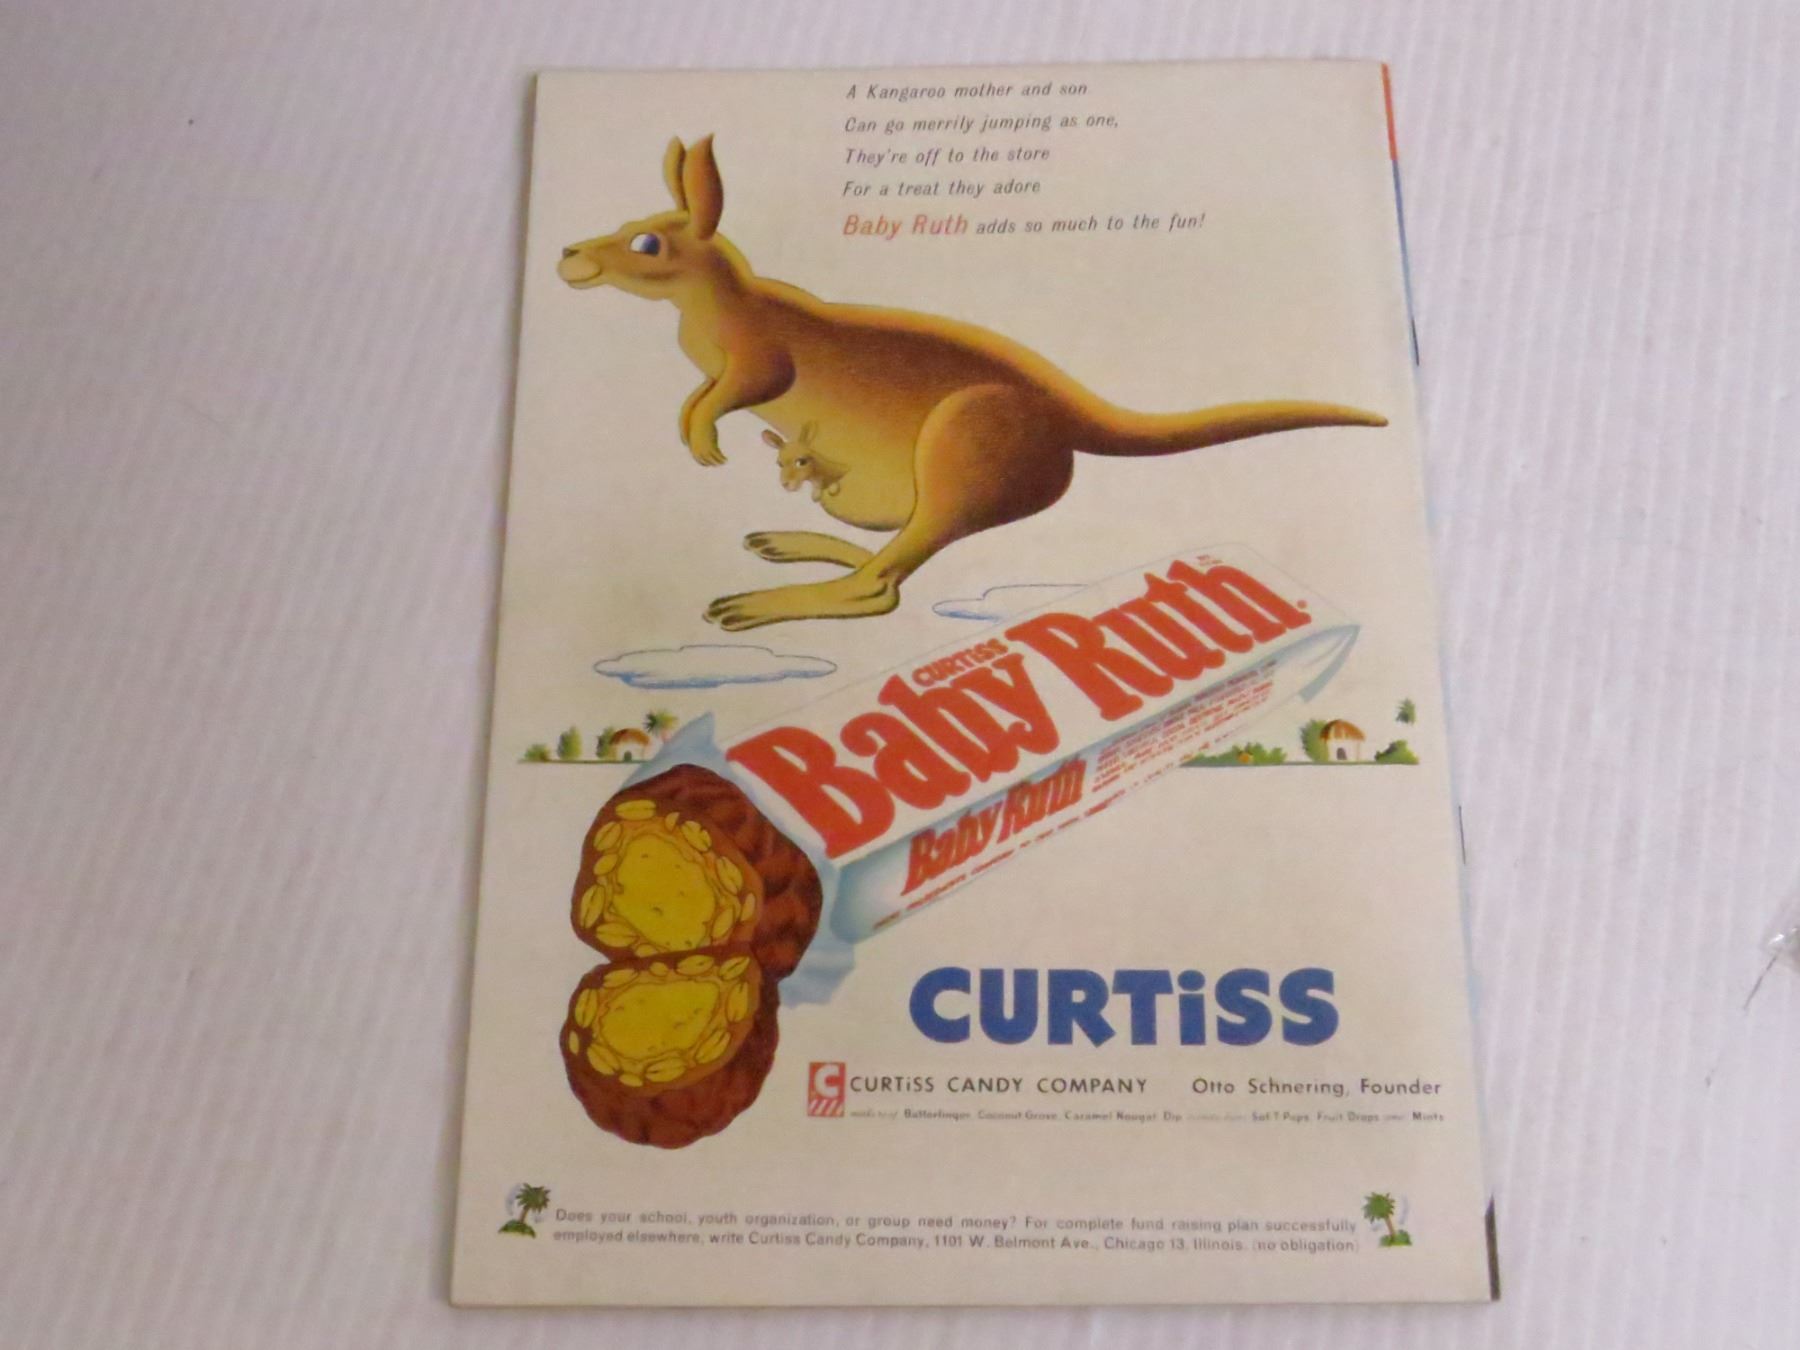 A Kangaroo mother and son
Can go merrily jumping as one,
They're off to the store
For a treat they adore
Baby Ruth adds so much to the fun!
CURTiSS
Baby Ruth
Baby Ruth
CURTiSS
C
CURTiSS CANDY COMPANY Otto Schnering, Founder
Butterfinger, Coconut Grove, Caramel Nougat, Dip Saf-T-Pops, Fruit Drops Mints
Does your school, youth organization, or group need money? For complete fund raising plan successfully
employed elsewhere, write Curtiss Candy Company, 1101 W. Belmont Ave., Chicago 13, Illinois. (no obligation)